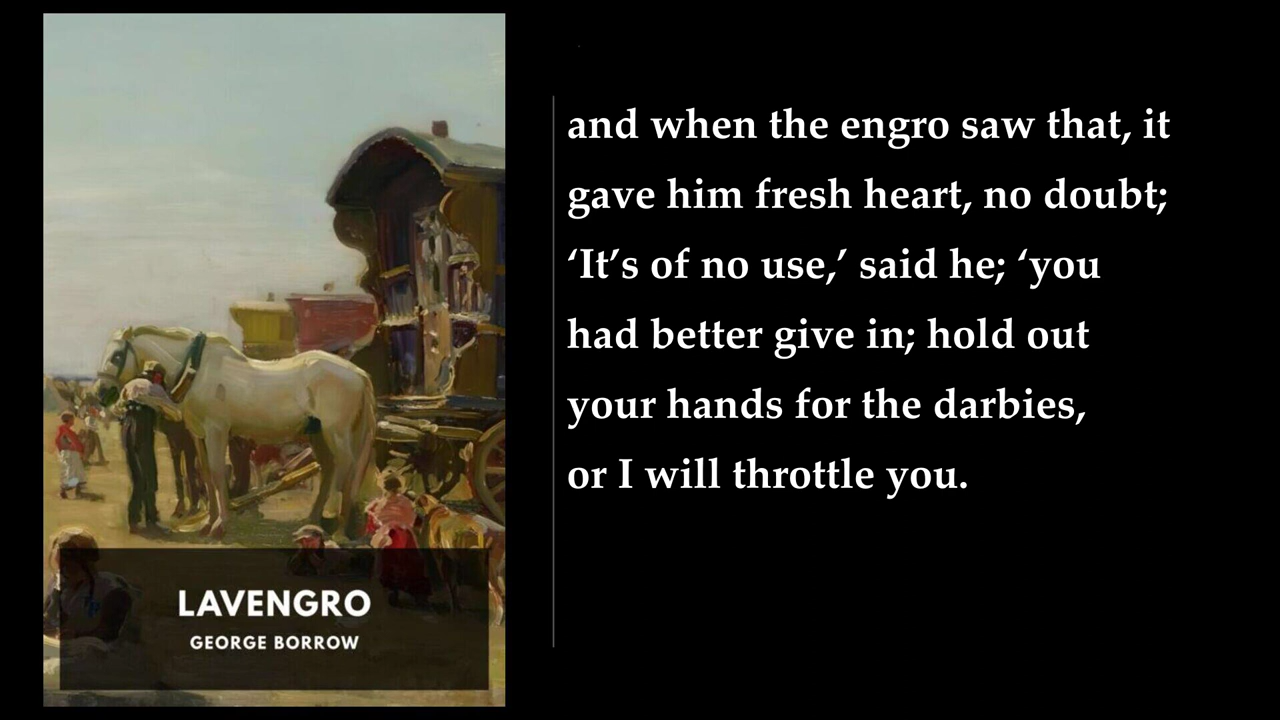 LAVENGRO
GEORGE BORROW
and when the engro saw that, it
gave him fresh heart, no doubt;
‘It’s of no use,’ said he; ‘you
had better give in; hold out
your hands for the darbies,
or I will throttle you.